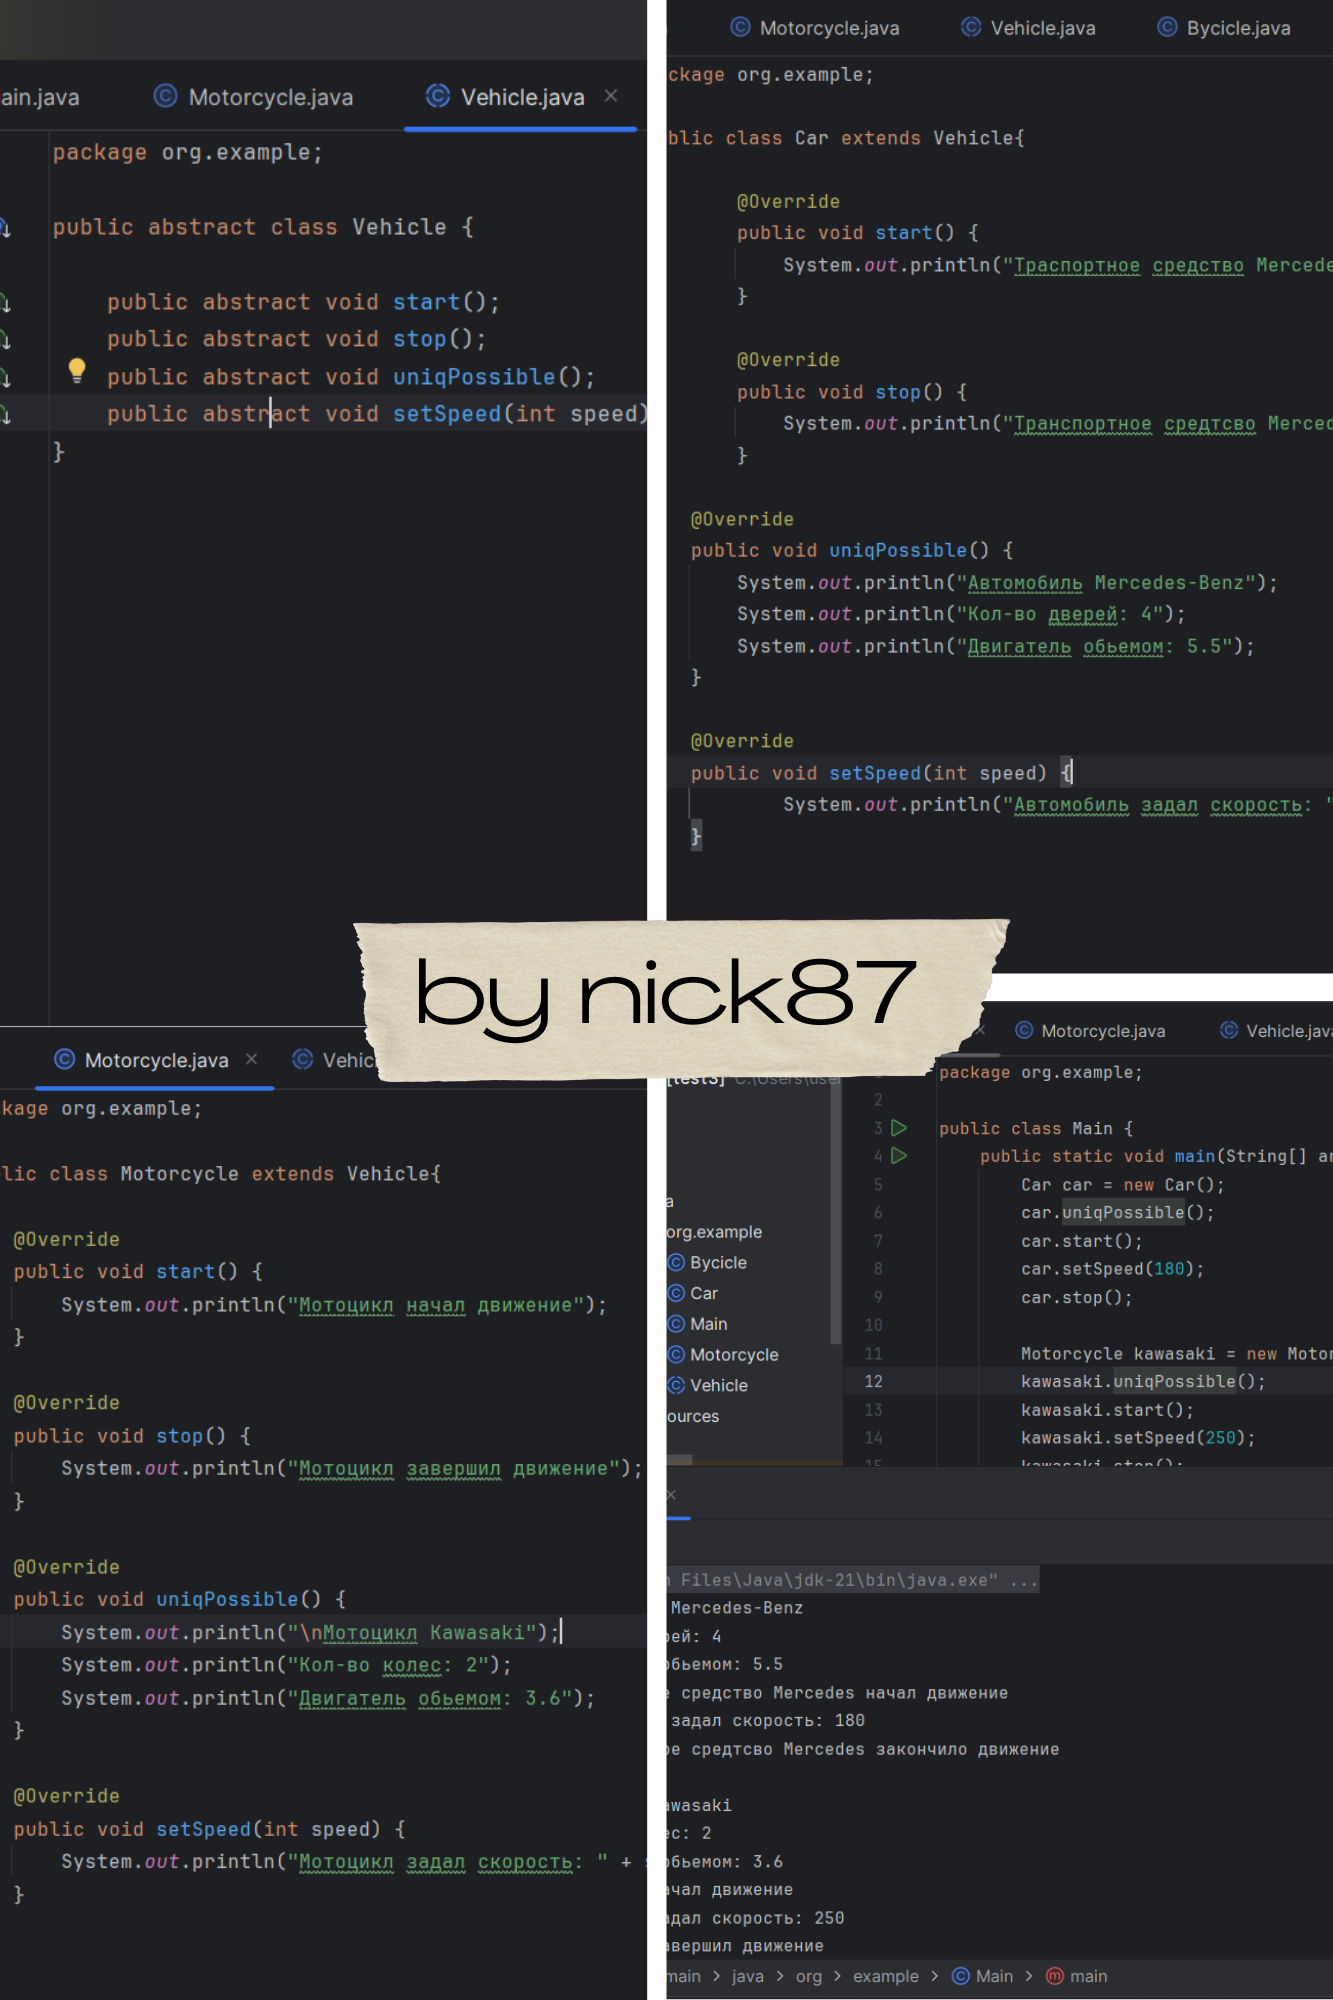 ain.java Motorcycle.java Vehicle.java
package org.example;
public abstract class Vehicle {
public abstract void start();
public abstract void stop();
public abstract void uniqPossible();
public abstract void setSpeed(int speed)
}
Motorcycle.java Vehicle.java Bycicle.java
ckage org.example;
blic class Car extends Vehicle{
@Override
public void start() {
System.out.println("Траспортное средство Mercede
}
@Override
public void stop() {
System.out.println("Транспортное средтсво Merced
}
@Override
public void uniqPossible() {
System.out.println("Автомобиль Mercedes-Benz");
System.out.println("Кол-во дверей: 4");
System.out.println("Двигатель обьемом: 5.5");
}
@Override
public void setSpeed(int speed) {
System.out.println("Автомобиль задал скорость: "
}
by nick87
Motorcycle.java Vehic
kage org.example;
lic class Motorcycle extends Vehicle{
@Override
public void start() {
System.out.println("Мотоцикл начал движение");
}
@Override
public void stop() {
System.out.println("Мотоцикл завершил движение");
}
@Override
public void uniqPossible() {
System.out.println("\nМотоцикл Kawasaki");
System.out.println("Кол-во колес: 2");
System.out.println("Двигатель обьемом: 3.6");
}
@Override
public void setSpeed(int speed) {
System.out.println("Мотоцикл задал скорость: " +
}
Motorcycle.java Vehicle.java
[test3] C:\Users\user
a
org.example
Bycicle
Car
Main
Motorcycle
Vehicle
ources
package org.example;
2
3 public class Main {
4 public static void main(String[] ar
5 Car car = new Car();
6 car.uniqPossible();
7 car.start();
8 car.setSpeed(180);
9 car.stop();
10
11 Motorcycle kawasaki = new Motor
12 kawasaki.uniqPossible();
13 kawasaki.start();
14 kawasaki.setSpeed(250);
15 kawasaki.stop();
Files\Java\jdk-21\bin\java.exe" ...
Mercedes-Benz
рей: 4
обьемом: 5.5
е средство Mercedes начал движение
задал скорость: 180
ое средтсво Mercedes закончило движение
awasaki
ес: 2
обьемом: 3.6
ачал движение
адал скорость: 250
авершил движение
main > java > org > example > Main > main